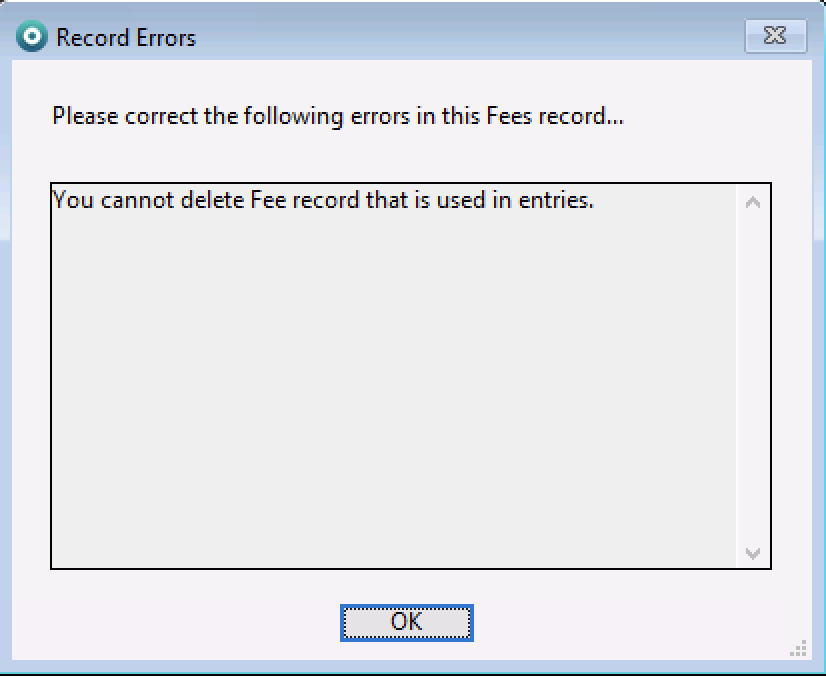 Record Errors
Please correct the following errors in this Fees record...
You cannot delete Fee record that is used in entries.
OK